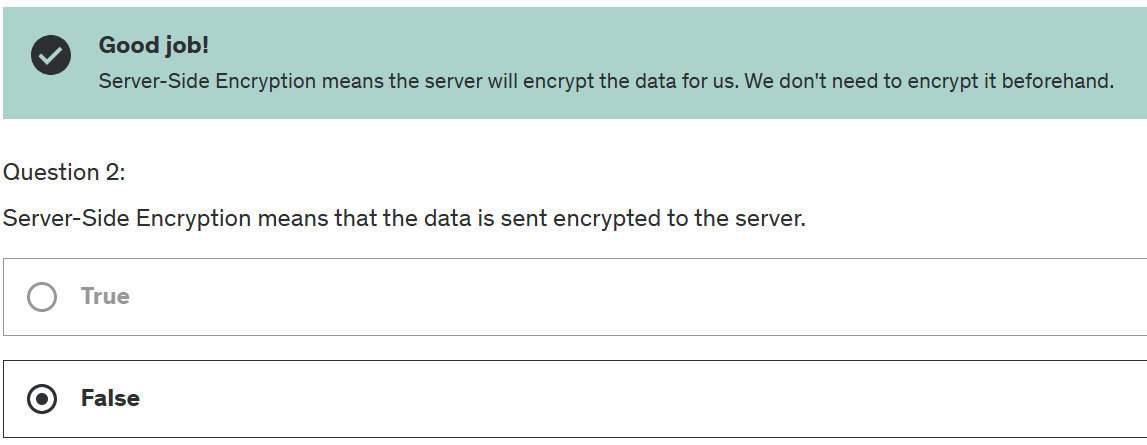 Good job!
Server-Side Encryption means the server will encrypt the data for us. We don't need to encrypt it beforehand.
Question 2:
Server-Side Encryption means that the data is sent encrypted to the server.
True
False